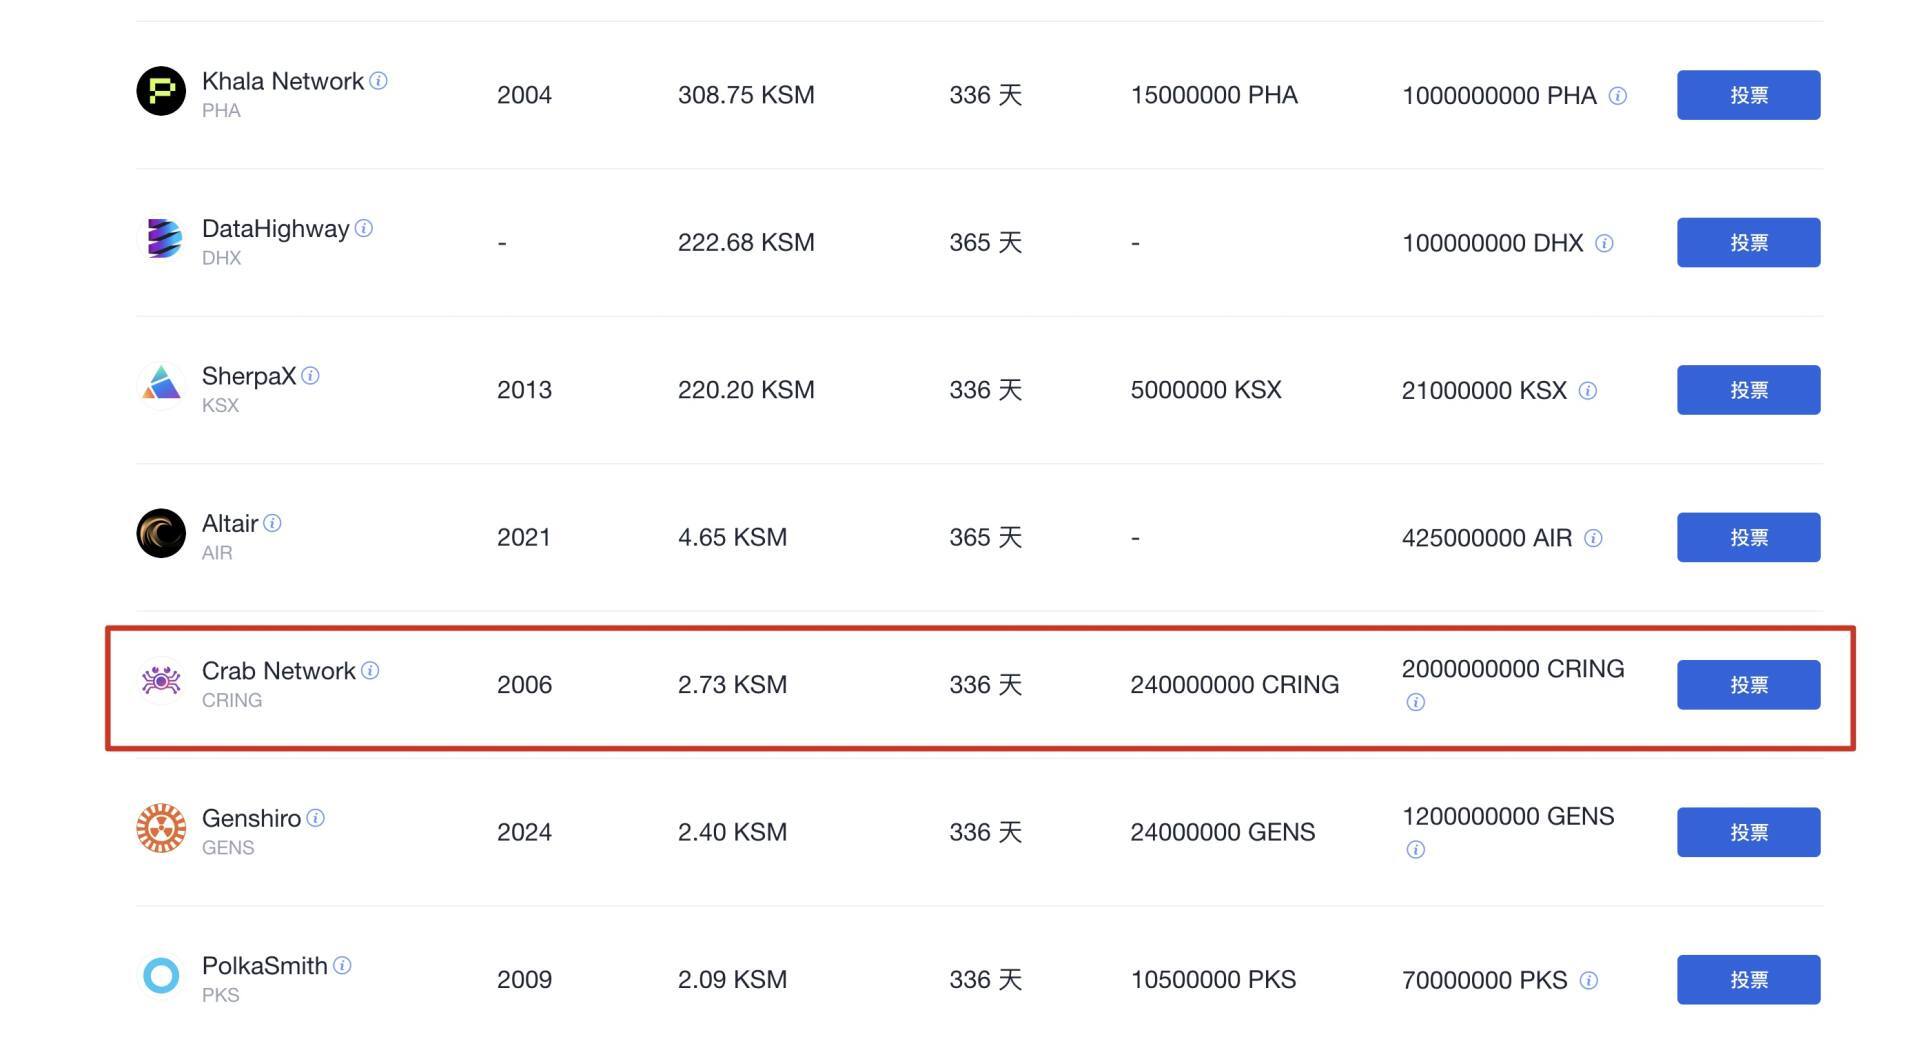 Khala Network
PHA
2004
308.75 KSM
336 天
15000000 PHA
1000000000 PHA
投票
DataHighway
DHX
-
222.68 KSM
365 天
-
100000000 DHX
投票
SherpaX
KSX
2013
220.20 KSM
336 天
5000000 KSX
21000000 KSX
投票
Altair
AIR
2021
4.65 KSM
365 天
-
425000000 AIR
投票
Crab Network
CRING
2006
2.73 KSM
336 天
240000000 CRING
2000000000 CRING
投票
Genshiro
GENS
2024
2.40 KSM
336 天
24000000 GENS
1200000000 GENS
投票
PolkaSmith
PKS
2009
2.09 KSM
336 天
10500000 PKS
70000000 PKS
投票